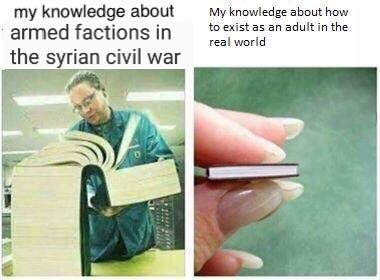 my knowledge about
armed factions in
the syrian civil war
My knowledge about how
to exist as an adult in the
real world